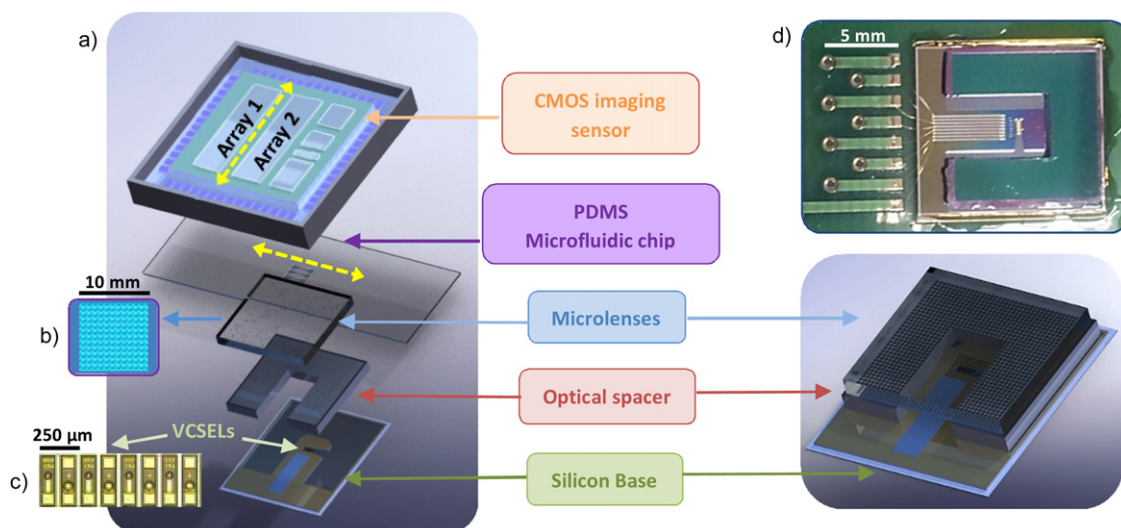 a)
Array 1
Array 2
CMOS imaging
sensor
PDMS
Microfluidic chip
10 mm
b)
Microlenses
Optical spacer
250 µm
VCSELs
c)
Silicon Base
d)
5 mm